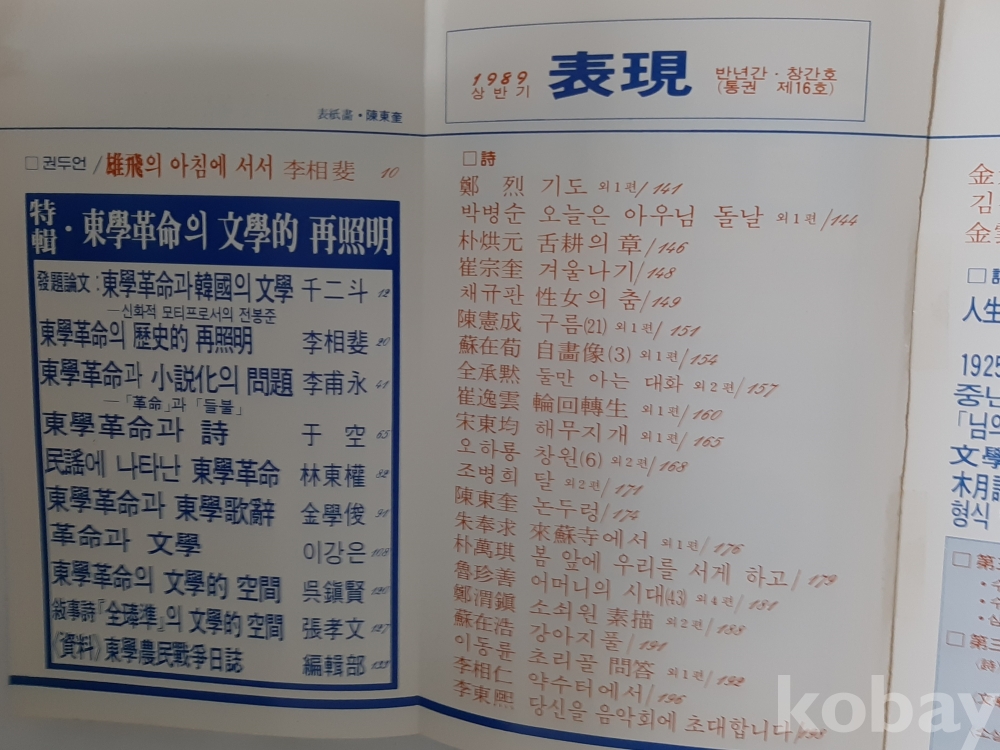 1989
상반기
表現
반년간 · 창간호
(통권 제16호)
表紙畵 · 陳東奎
□ 권두언 / 雄飛의 아침에 서서 李相斐 10
特輯 · 東學革命의 文學的 再照明
發題論文 : 東學革命과 韓國의 文學 千二斗 12
—신화적 모티프로서의 전봉준
東學革命의 歷史的 再照明 李相斐 20
東學革命과 小說化의 問題 李甫永 41
—「革命」과 「들불」
東學革命과 詩 于空 65
民謠에 나타난 東學革命 林東權 82
東學革命과 東學歌辭 金學俊 91
革命과 文學 이강은 108
東學革命의 文學的 空間 吳鎭賢 120
敍事詩『全琫準』의 文學的 空間 張孝文 127
《資料》東學農民戰爭日誌 編輯部 133
□ 詩
鄭烈 기도 외1편/141
박병순 오늘은 아우님 돌날 외1편/144
朴烘元 舌耕의 章/146
崔宗奎 겨울나기/148
채규판 性女의 춤/149
陳憲成 구름(21) 외1편/151
蘇在荀 自畵像(3) 외1편/154
全承黙 둘만 아는 대화 외2편/157
崔逸雲 輪回轉生 외1편/160
宋東均 해무지개 외1편/165
오하룡 창원(6) 외2편/168
조병희 탈 외2편/171
陳東奎 논두렁/174
朱奉求 來蘇寺에서 외1편/176
朴萬琪 봄 앞에 우리를 서게 하고/179
魯珍善 어머니의 시대(43) 외4편/181
鄭渭鎭 소쇄원 素描 외2편/188
蘇在浩 강아지풀/191
이동륜 초리골 問答 외1편/192
李相仁 약수터에서/196
李東熙 당신을 음악회에 초대합니다/198
金
김
金
□
人生
1925
중난
「님의
文學
木月
형식
□ 第
□ 第三
kobay